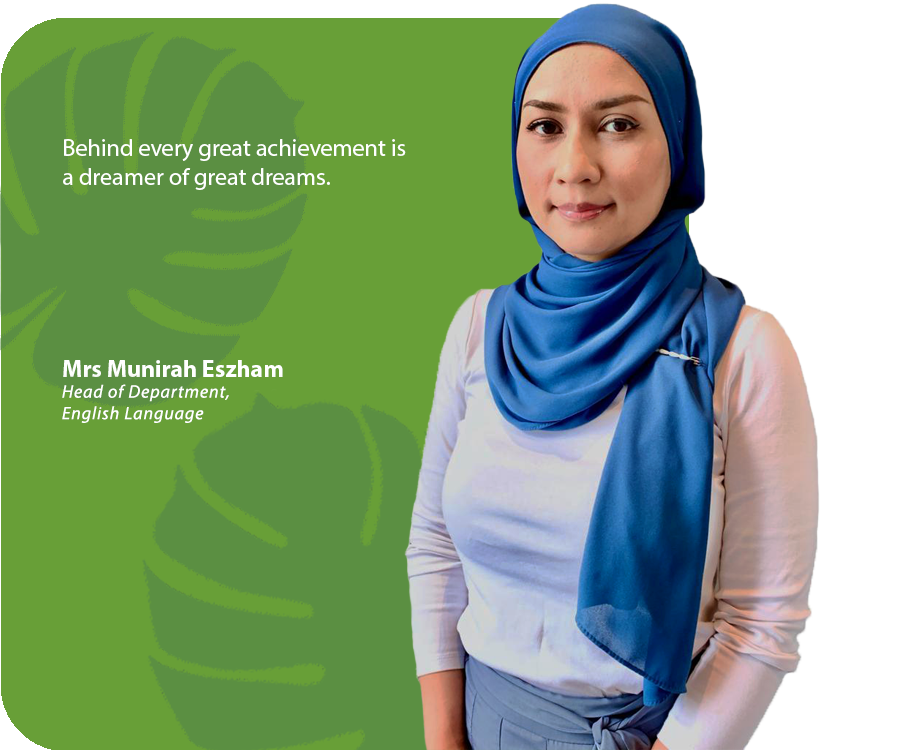 Behind every great achievement is
a dreamer of great dreams.
Mrs Munirah Eszham
Head of Department,
English Language